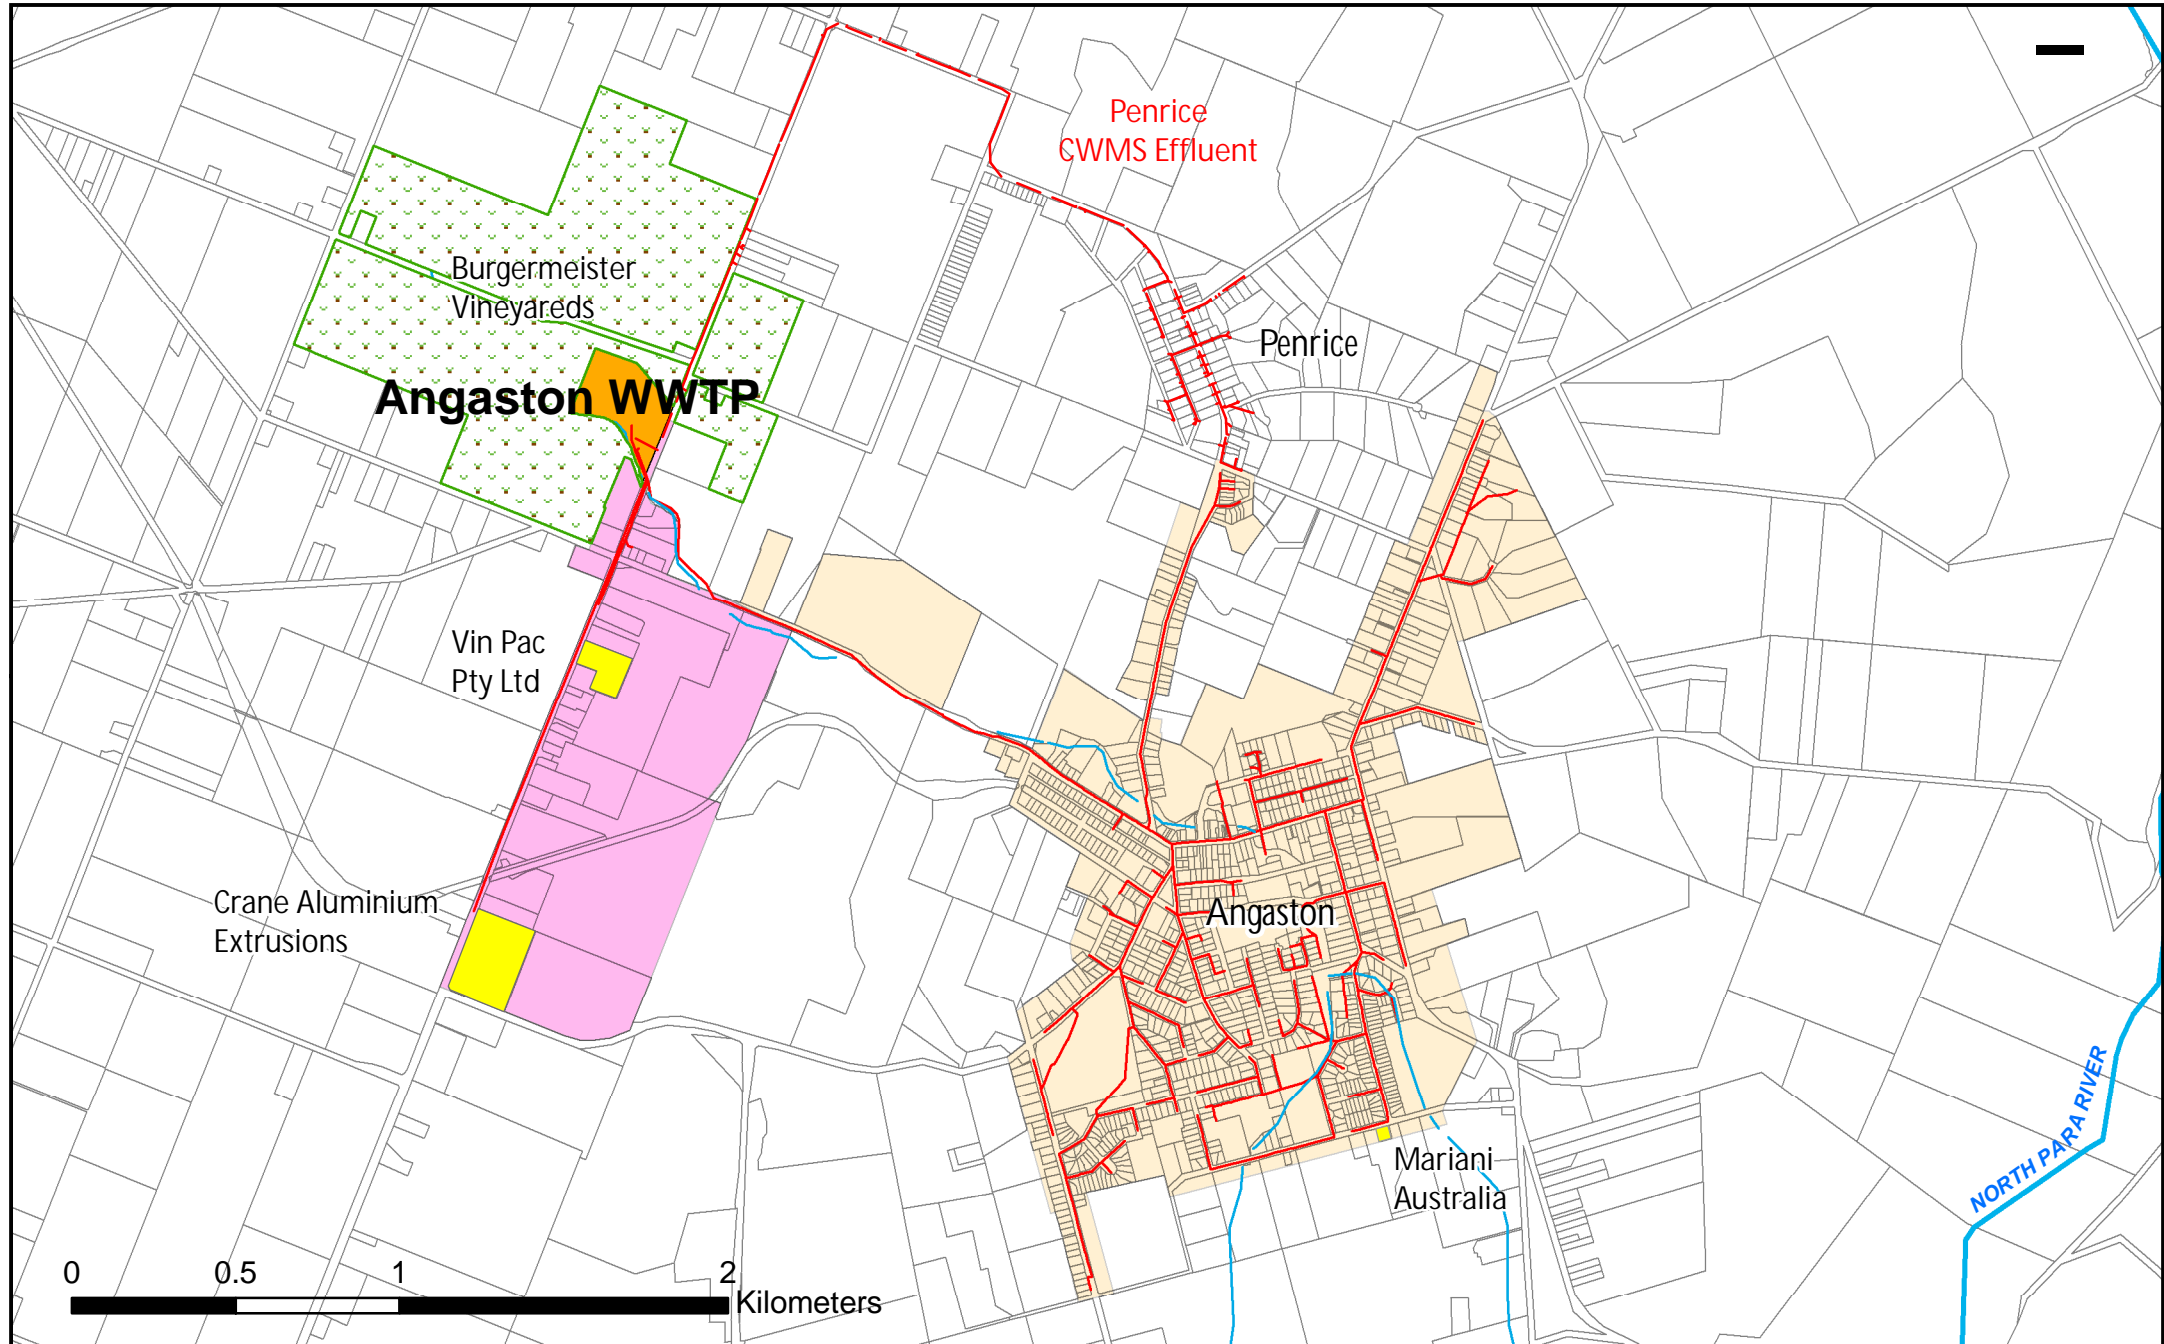 Penrice
CWMS Effluent
Burgermeister
Vineyareds
Penrice
Angaston WWTP
Vin Pac
Pty Ltd
Crane Aluminium
Extrusions
Angaston
Mariani
Australia
NORTH PARA RIVER
0 0.5 1 2
Kilometers